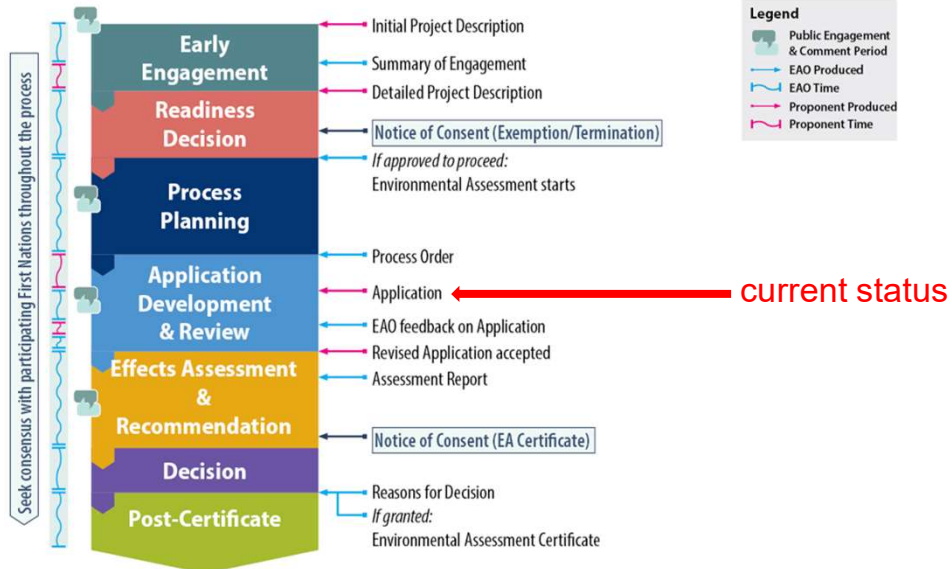 Seek consensus with participating First Nations throughout the process
Early
Engagement
Readiness
Decision
Process
Planning
Application
Development
& Review
Effects Assessment
&
Recommendation
Decision
Post-Certificate
Initial Project Description
Summary of Engagement
Detailed Project Description
Notice of Consent (Exemption/Termination)
If approved to proceed:
Environmental Assessment starts
Process Order
Application
EAO feedback on Application
Revised Application accepted
Assessment Report
Notice of Consent (EA Certificate)
Reasons for Decision
If granted:
Environmental Assessment Certificate
current status
Legend
Public Engagement
& Comment Period
EAO Produced
EAO Time
Proponent Produced
Proponent Time